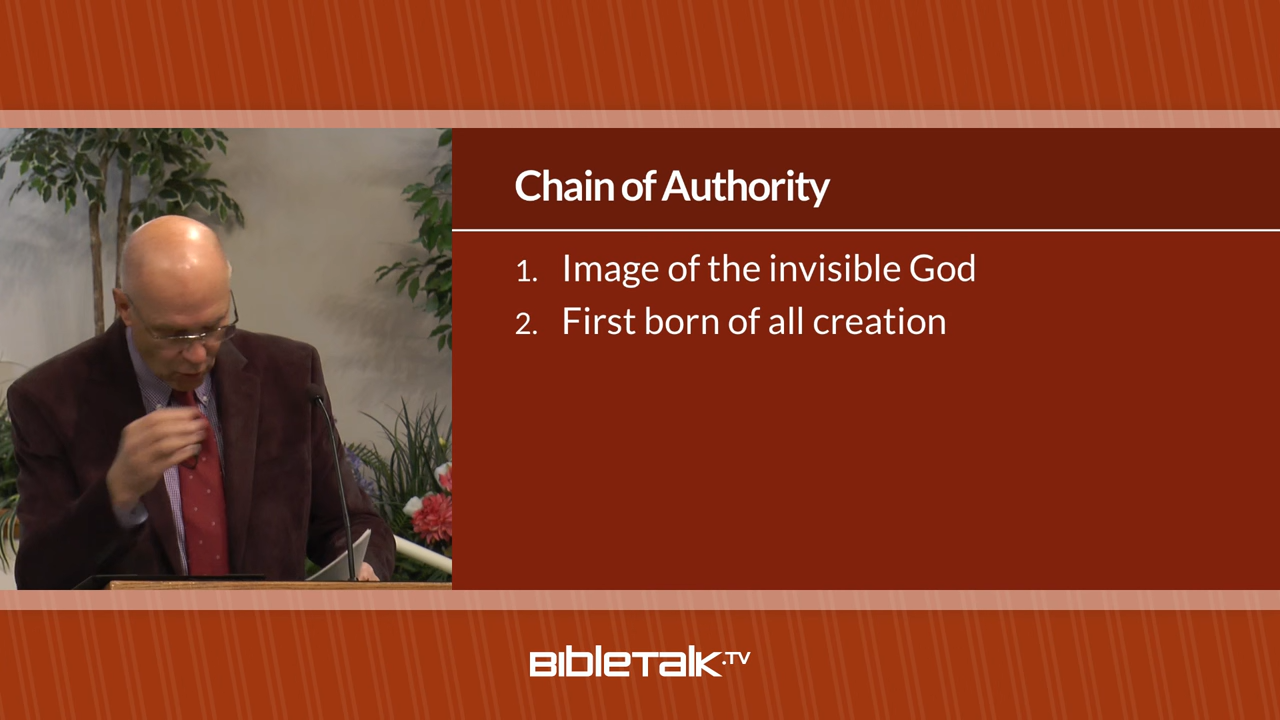 Chain of Authority
1. Image of the invisible God
2. First born of all creation
BIBLETALK.TV